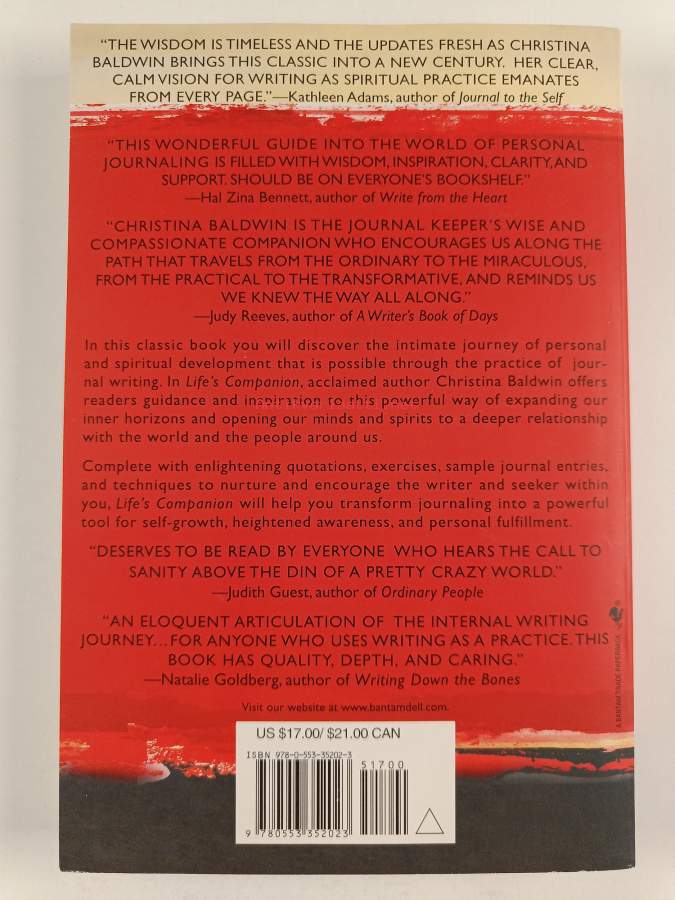 “THE WISDOM IS TIMELESS AND THE UPDATES FRESH AS CHRISTINA
BALDWIN BRINGS THIS CLASSIC INTO A NEW CENTURY. HER CLEAR,
CALM VISION FOR WRITING AS SPIRITUAL PRACTICE EMANATES
FROM EVERY PAGE.”—Kathleen Adams, author of Journal to the Self
“THIS WONDERFUL GUIDE INTO THE WORLD OF PERSONAL
JOURNALING IS FILLED WITH WISDOM, INSPIRATION, CLARITY, AND
SUPPORT. SHOULD BE ON EVERYONE’S BOOKSHELF.”
—Hal Zina Bennett, author of Write from the Heart
“CHRISTINA BALDWIN IS THE JOURNAL KEEPER’S WISE AND
COMPASSIONATE COMPANION WHO ENCOURAGES US ALONG THE
PATH THAT TRAVELS FROM THE ORDINARY TO THE MIRACULOUS,
FROM THE PRACTICAL TO THE TRANSFORMATIVE, AND REMINDS US
WE KNEW THE WAY ALL ALONG.”
—Judy Reeves, author of A Writer’s Book of Days
In this classic book you will discover the intimate journey of personal
and spiritual development that is possible through the practice of jour-
nal writing. In Life’s Companion, acclaimed author Christina Baldwin offers
readers guidance and inspiration to this powerful way of expanding our
inner horizons and opening our minds and spirits to a deeper relationship
with the world and the people around us.
Complete with enlightening quotations, exercises, sample journal entries,
and techniques to nurture and encourage the writer and seeker within
you, Life’s Companion will help you transform journaling into a powerful
tool for self-growth, heightened awareness, and personal fulfillment.
“DESERVES TO BE READ BY EVERYONE WHO HEARS THE CALL TO
SANITY ABOVE THE DIN OF A PRETTY CRAZY WORLD.”
—Judith Guest, author of Ordinary People
“AN ELOQUENT ARTICULATION OF THE INTERNAL WRITING
JOURNEY...FOR ANYONE WHO USES WRITING AS A PRACTICE. THIS
BOOK HAS QUALITY, DEPTH, AND CARING.”
—Natalie Goldberg, author of Writing Down the Bones
A BANTAM TRADE PAPERBACK
Visit our website at www.bantamdell.com.
US $17.00/ $21.00 CAN
ISBN 978-0-553-35202-3
51700
9 780553 352023